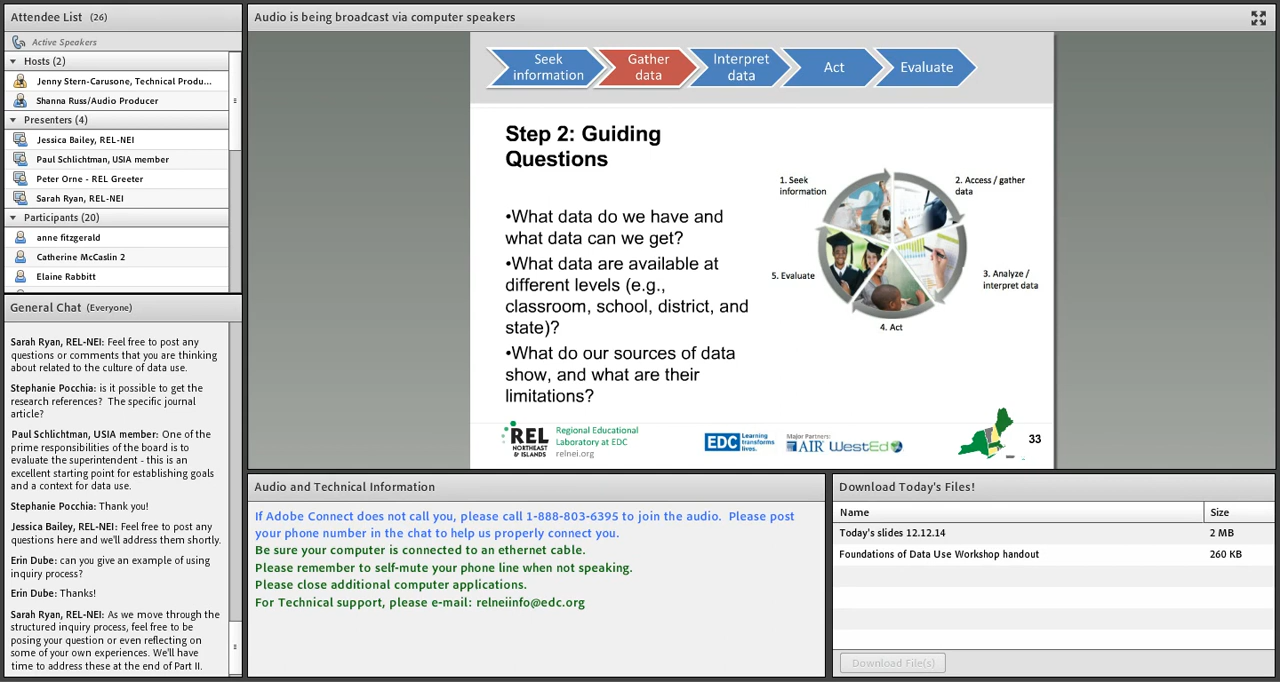 Attendee List (26)
Active Speakers
Hosts (2)
Jenny Stern-Carusone, Technical Produ...
Shanna Russ/Audio Producer
Presenters (4)
Jessica Bailey, REL-NEI
Paul Schlichtman, USIA member
Peter Orne - REL Greeter
Sarah Ryan, REL-NEI
Participants (20)
anne fitzgerald
Catherine McCaslin 2
Elaine Rabbitt
General Chat (Everyone)
Sarah Ryan, REL-NEI: Feel free to post any
questions or comments that you are thinking
about related to the culture of data use.
Stephanie Pocchia: is it possible to get the
research references? The specific journal
article?
Paul Schlichtman, USIA member: One of the
prime responsibilities of the board is to
evaluate the superintendent - this is an
excellent starting point for establishing goals
and a context for data use.
Stephanie Pocchia: Thank you!
Jessica Bailey, REL-NEI: Feel free to post any
questions here and we'll address them shortly.
Erin Dube: can you give an example of using
inquiry process?
Erin Dube: Thanks!
Sarah Ryan, REL-NEI: As we move through the
structured inquiry process, feel free to be
posing your question or even reflecting on
some of your own experiences. We'll have
time to address these at the end of Part II.
Audio is being broadcast via computer speakers
Seek
information
Gather
data
Interpret
data
Act
Evaluate
Step 2: Guiding
Questions
•What data do we have and
what data can we get?
•What data are available at
different levels (e.g.,
classroom, school, district, and
state)?
•What do our sources of data
show, and what are their
limitations?
1. Seek
information
2. Access / gather
data
3. Analyze /
interpret data
4. Act
5. Evaluate
REL
NORTHEAST
& ISLANDS
Regional Educational
Laboratory at EDC
relnei.org
EDC
Learning
transforms
lives.
Major Partners:
AIR
WestEd
33
Audio and Technical Information
If Adobe Connect does not call you, please call 1-888-803-6395 to join the audio. Please post
your phone number in the chat to help us properly connect you.
Be sure your computer is connected to an ethernet cable.
Please remember to self-mute your phone line when not speaking.
Please close additional computer applications.
For Technical support, please e-mail: relneiinfo@edc.org
Download Today's Files!
Name
Size
Today's slides 12.12.14
2 MB
Foundations of Data Use Workshop handout
260 KB
Download File(s)